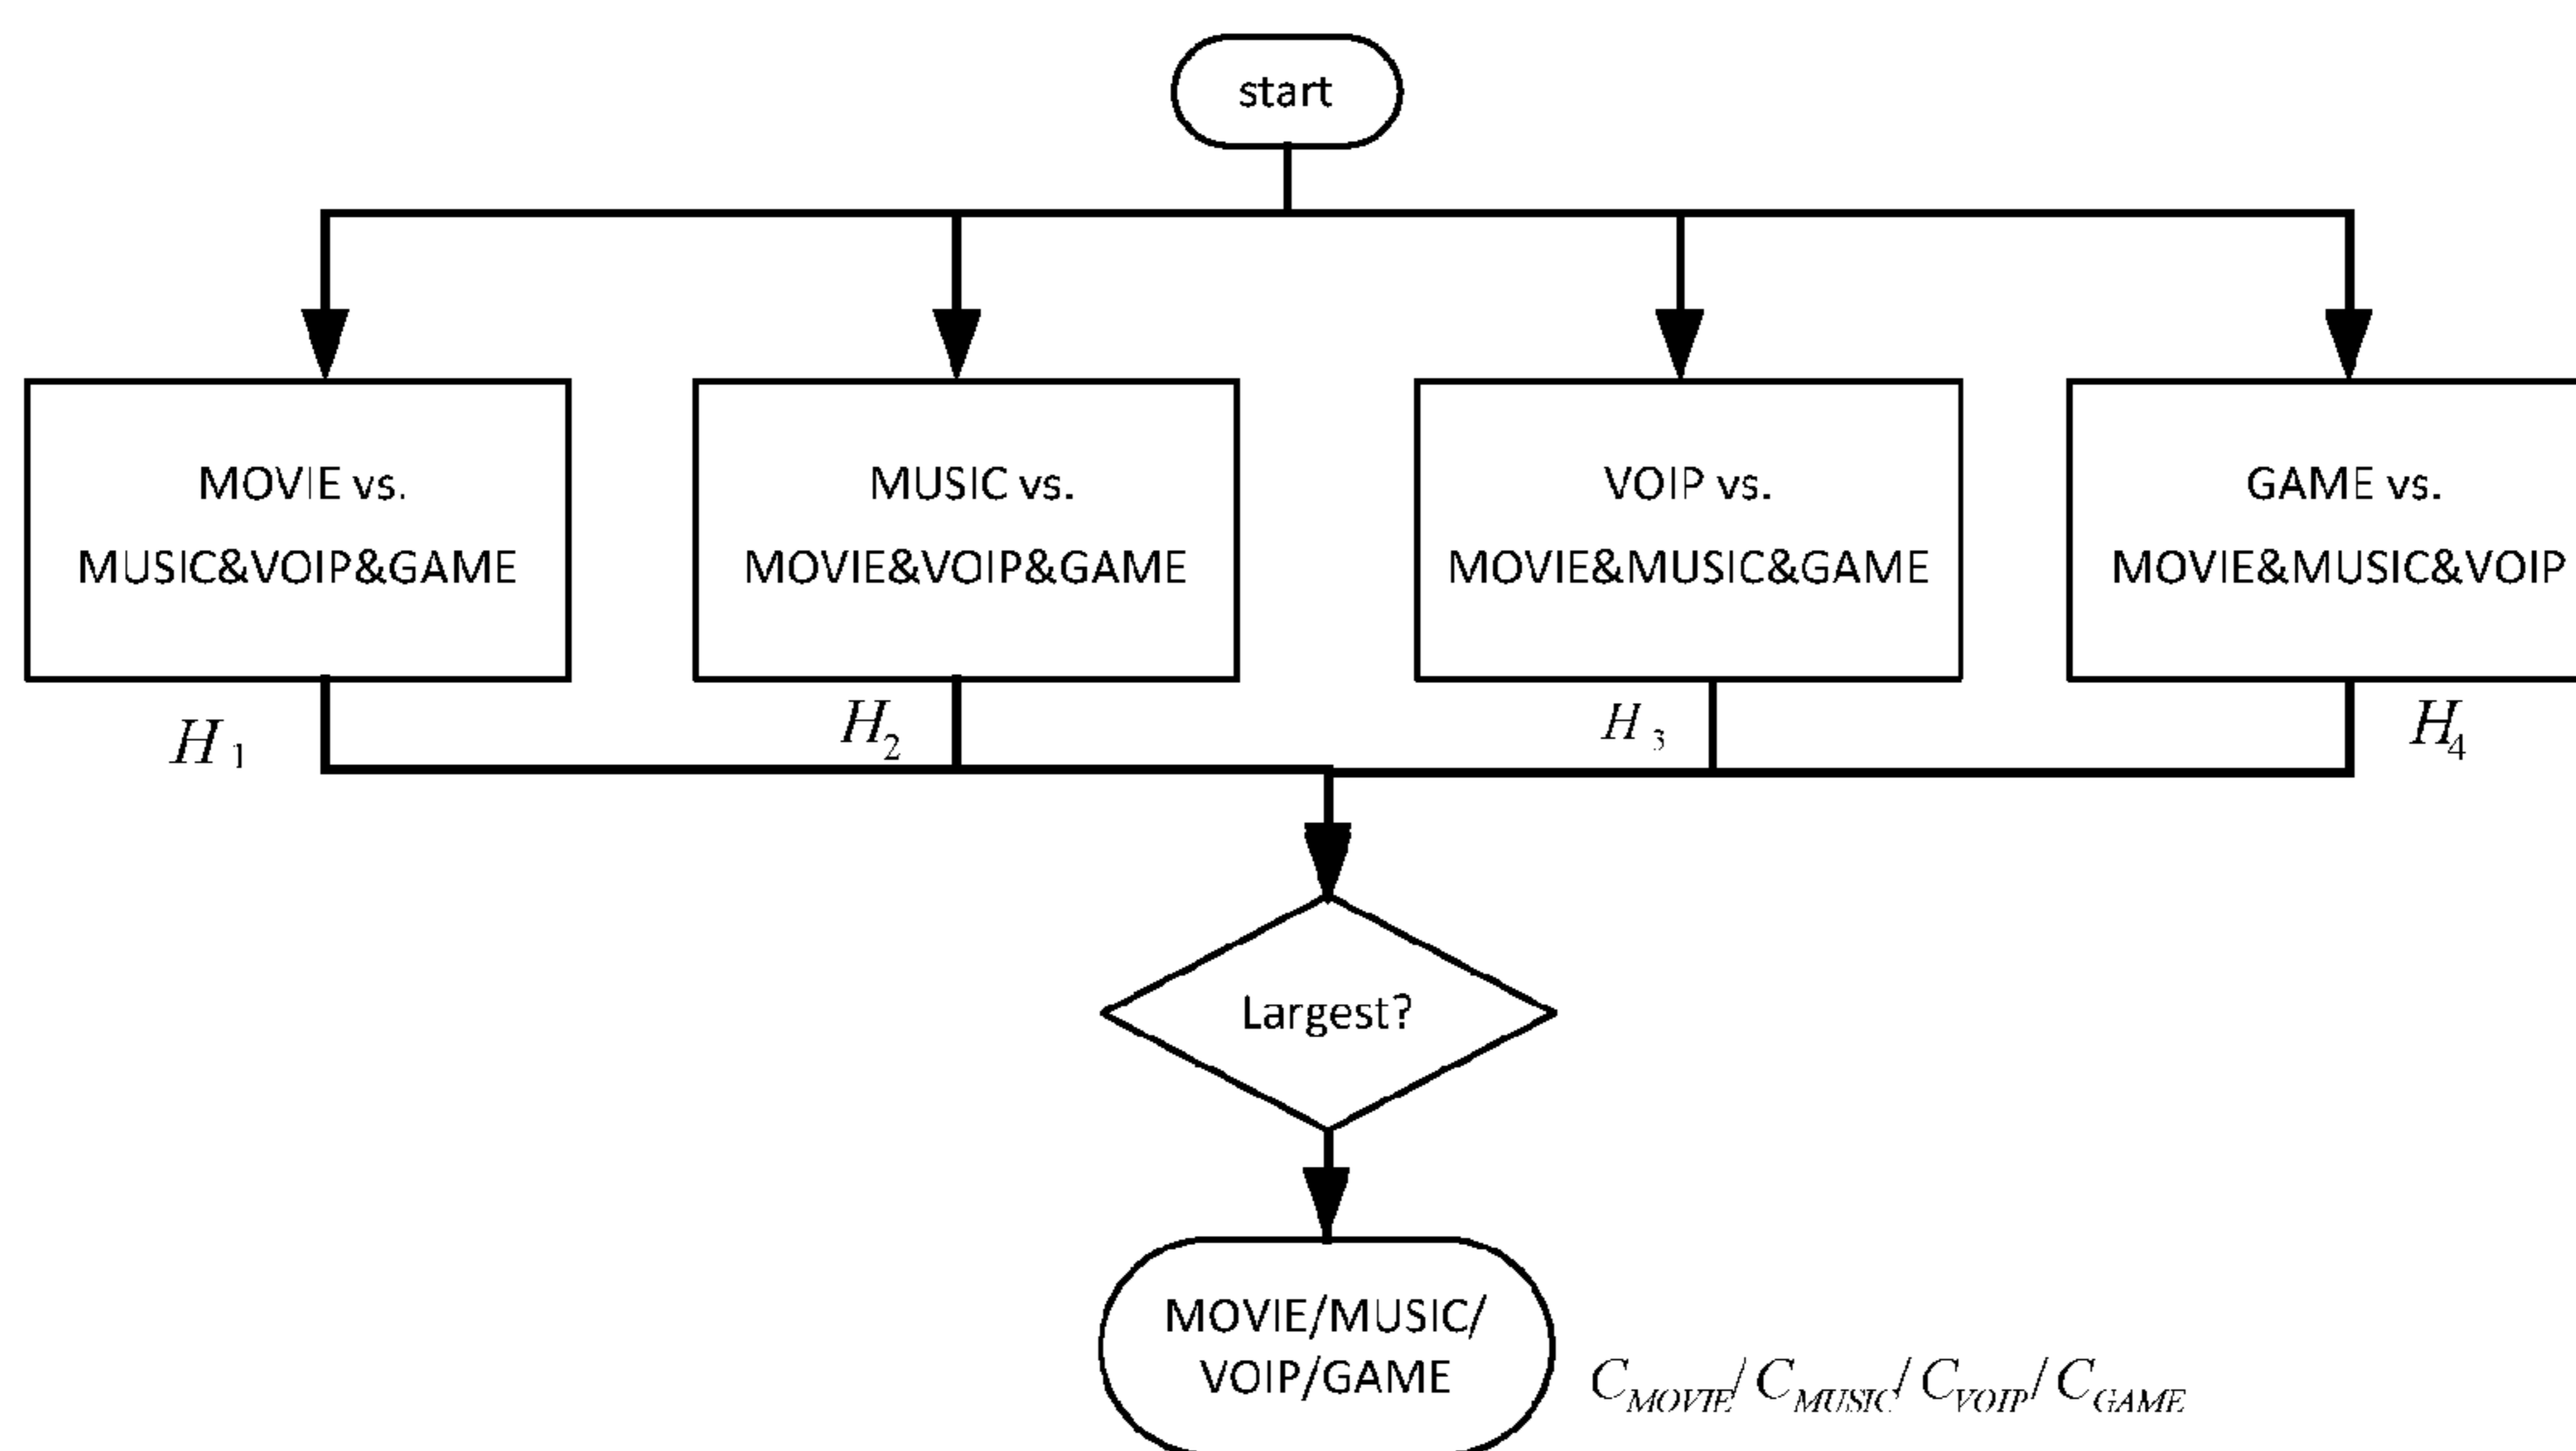 start
MOVIE vs.
MUSIC&VOIP&GAME
MUSIC vs.
MOVIE&VOIP&GAME
VOIP vs.
MOVIE&MUSIC&GAME
GAME vs.
MOVIE&MUSIC&VOIP
H1
H2
H3
H4
Largest?
MOVIE/MUSIC/
VOIP/GAME
CMOVIE/CMUSIC/CVOIP/CGAME